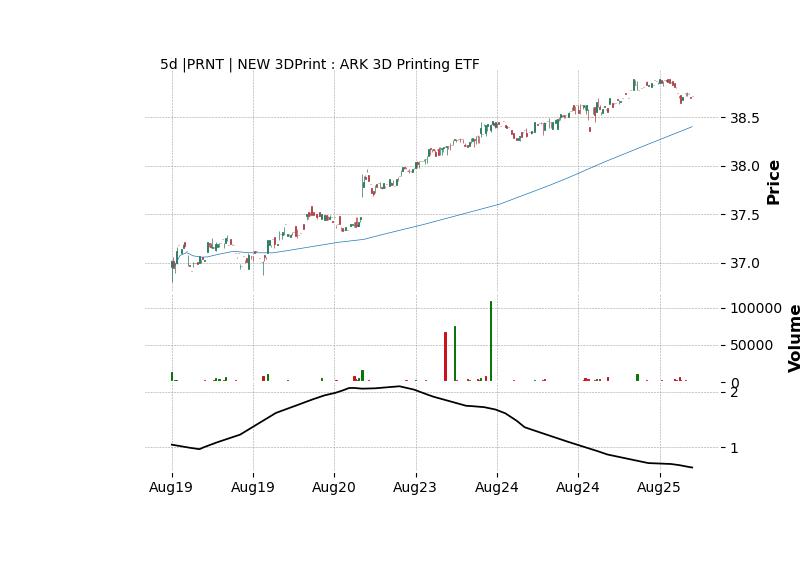 5d |PRNT | NEW 3DPrint : ARK 3D Printing ETF
38.5
38.0
37.5
37.0
Price
100000
50000
0
Volume
2
1
Aug19 Aug19 Aug20 Aug23 Aug24 Aug24 Aug25